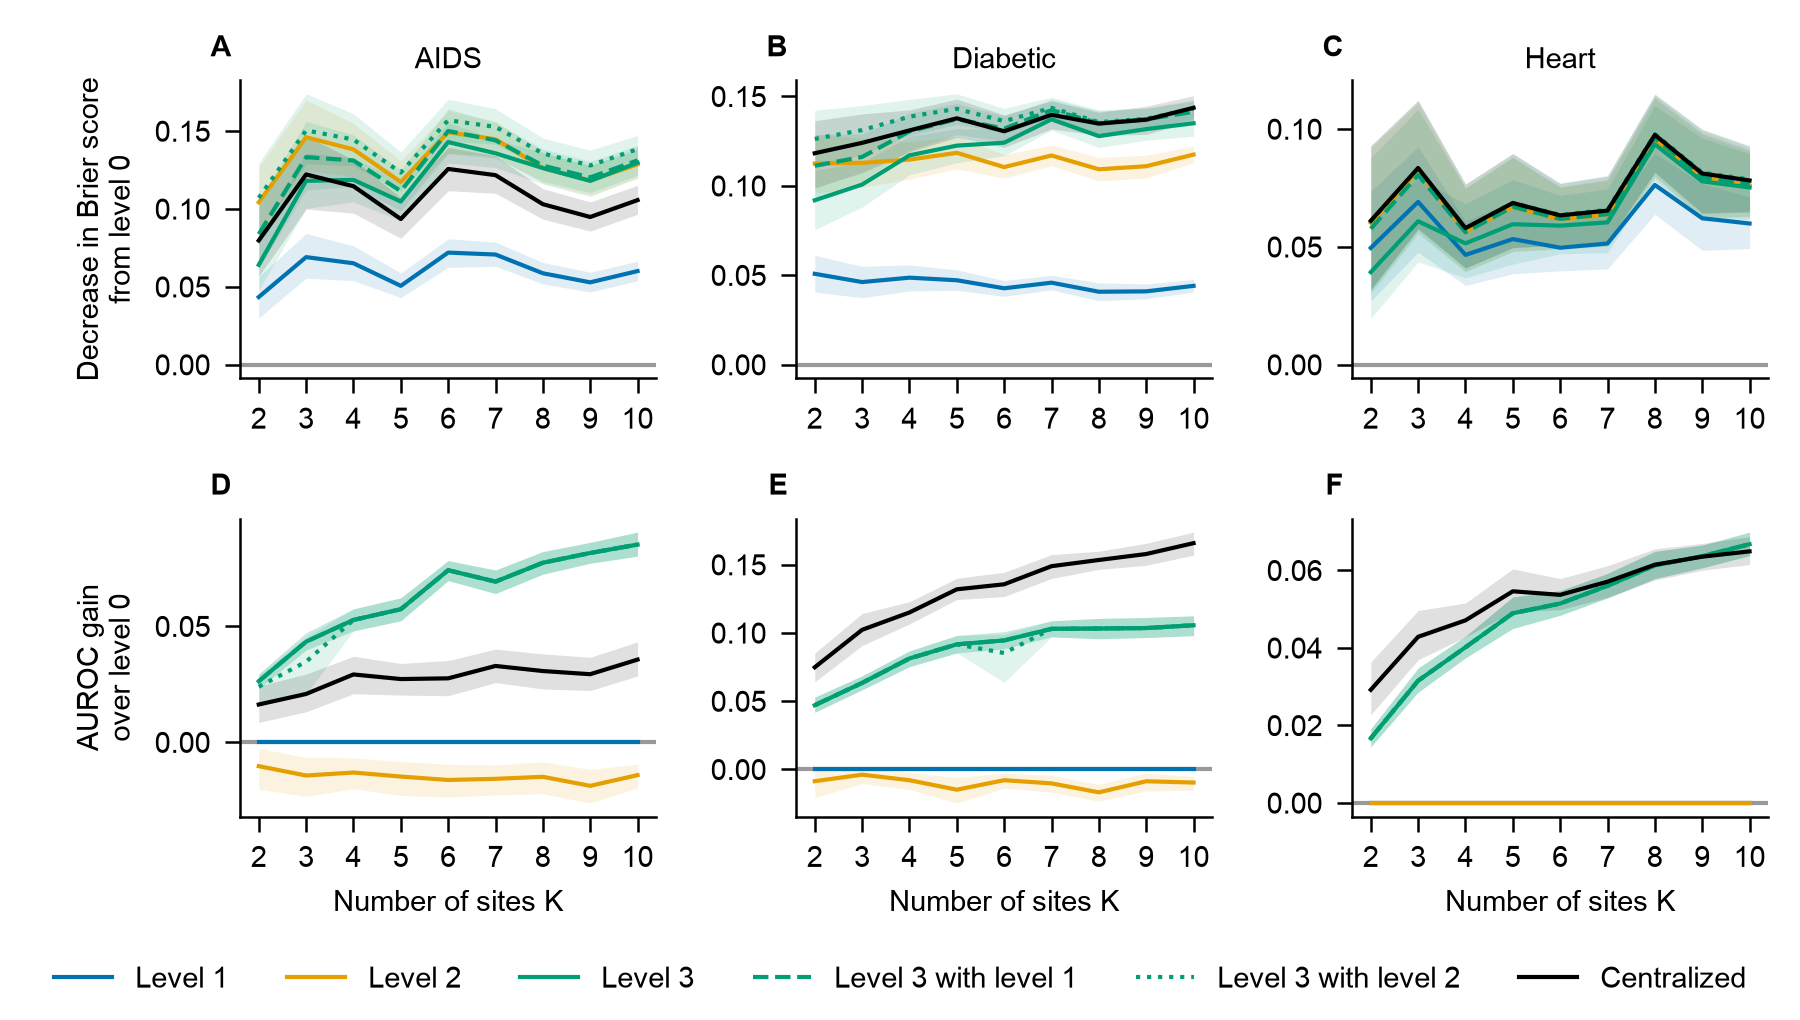 A
AIDS
B
Diabetic
C
Heart
Decrease in Brier score
from level 0
0.15
0.10
0.05
0.00
2 3 4 5 6 7 8 9 10
0.15
0.10
0.05
0.00
2 3 4 5 6 7 8 9 10
0.10
0.05
0.00
2 3 4 5 6 7 8 9 10
D
E
F
AUROC gain
over level 0
0.05
0.00
2 3 4 5 6 7 8 9 10
Number of sites K
0.15
0.10
0.05
0.00
2 3 4 5 6 7 8 9 10
Number of sites K
0.06
0.04
0.02
0.00
2 3 4 5 6 7 8 9 10
Number of sites K
Level 1
Level 2
Level 3
Level 3 with level 1
Level 3 with level 2
Centralized